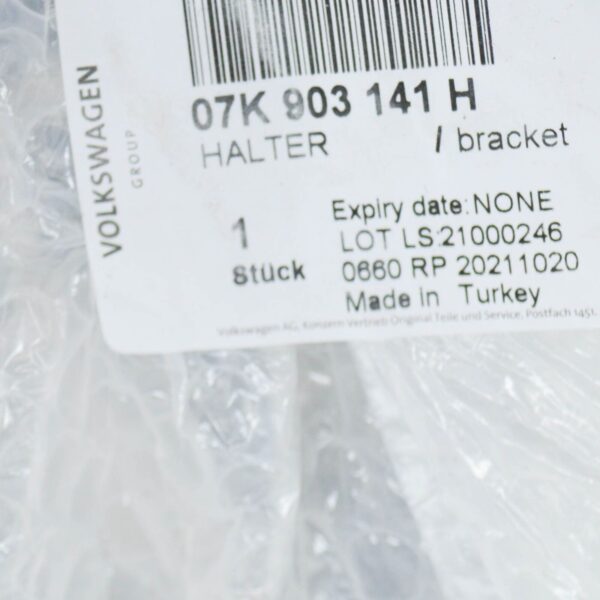 VOLKSWAGEN
GROUP
07K 903 141 H
HALTER / bracket
1
Stück
Expiry date: NONE
LOT LS:21000246
0660 RP 20211020
Made in Turkey
Volkswagen AG, Konzern Vertrieb Original Teile und Service, Postfach 1451,